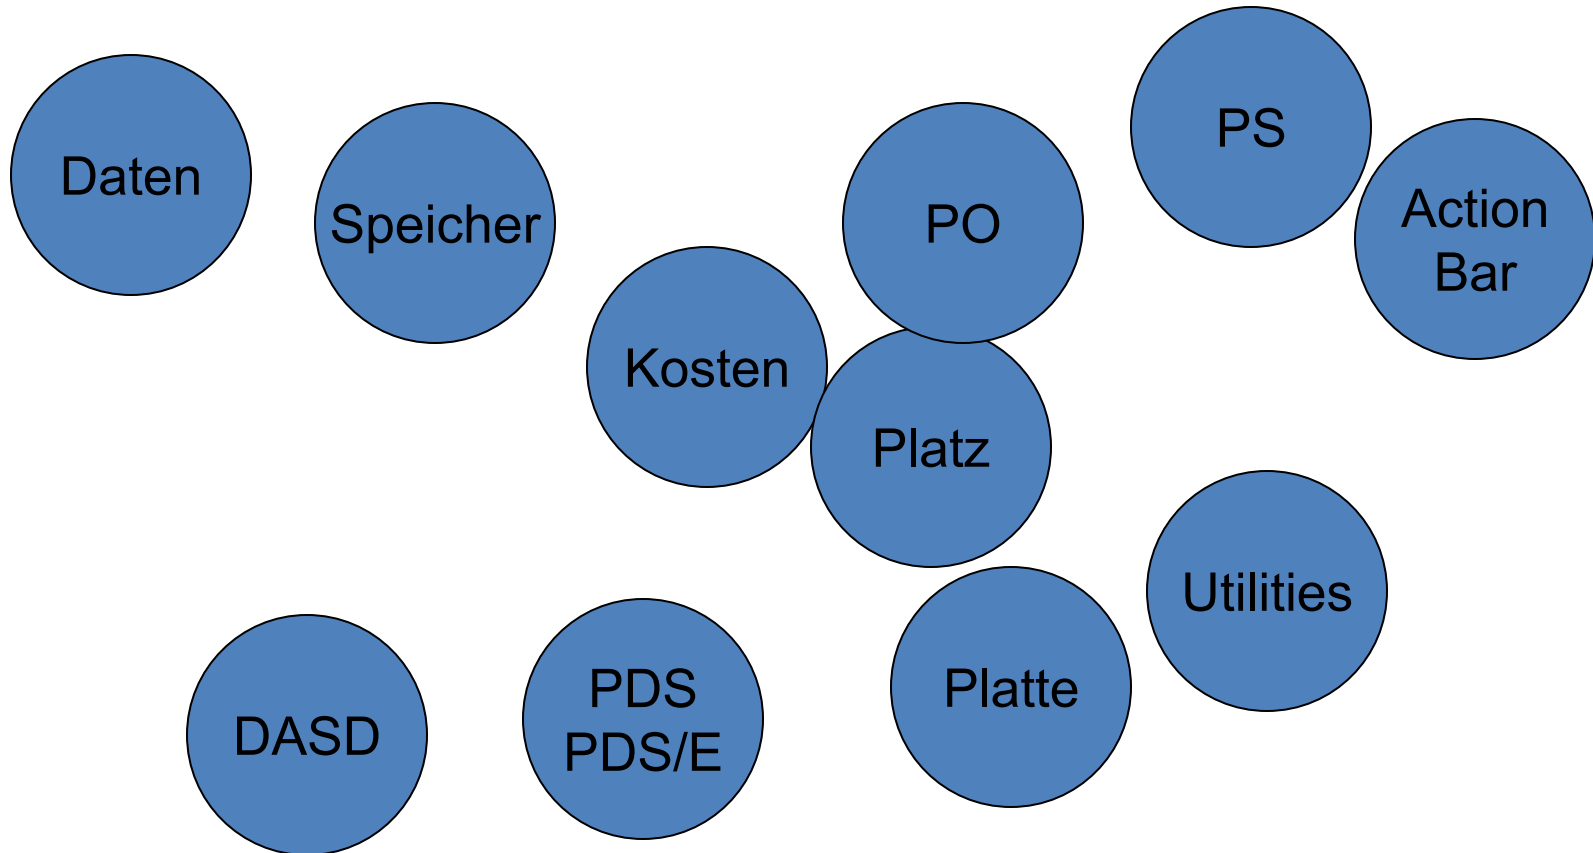 Daten
Speicher
Kosten
PO
PS
Action
Bar
Platz
Utilities
DASD
PDS
PDS/E
Platte